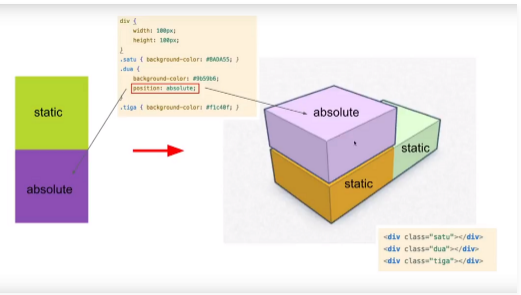 div {
width: 100px;
height: 100px;
}
.satu { background-color: #BADA55; }
.dua {
background-color: #9b59b6;
position: absolute;
}
.tiga { background-color: #f1c40f; }
static
absolute
absolute
static
static
<div class="satu"></div>
<div class="dua"></div>
<div class="tiga"></div>